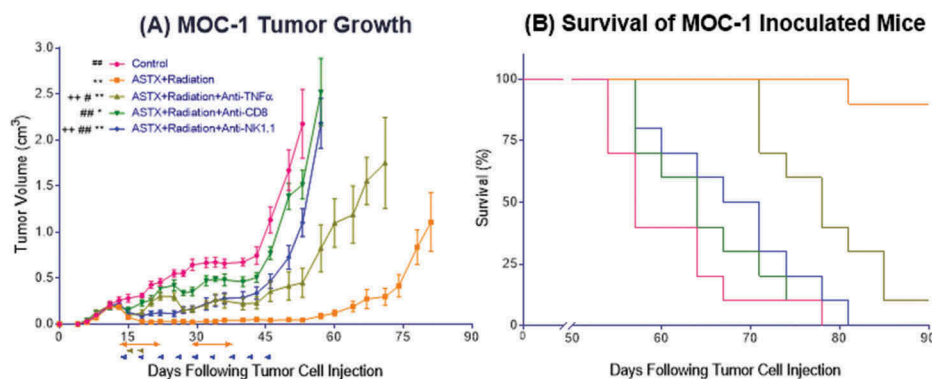 (A) MOC-1 Tumor Growth
3.0
2.5
2.0
1.5
1.0
0.5
0.0
Tumor Volume (cm³)
## Control
** ASTX+Radiation
++ # ** ASTX+Radiation+Anti-TNFα
## * ASTX+Radiation+Anti-CD8
++ ## ** ASTX+Radiation+Anti-NK1.1
0 15 30 45 60 75 90
Days Following Tumor Cell Injection
(B) Survival of MOC-1 Inoculated Mice
100
75
50
25
0
Survival (%)
0 50 60 70 80 90
Days Following Tumor Cell Injection